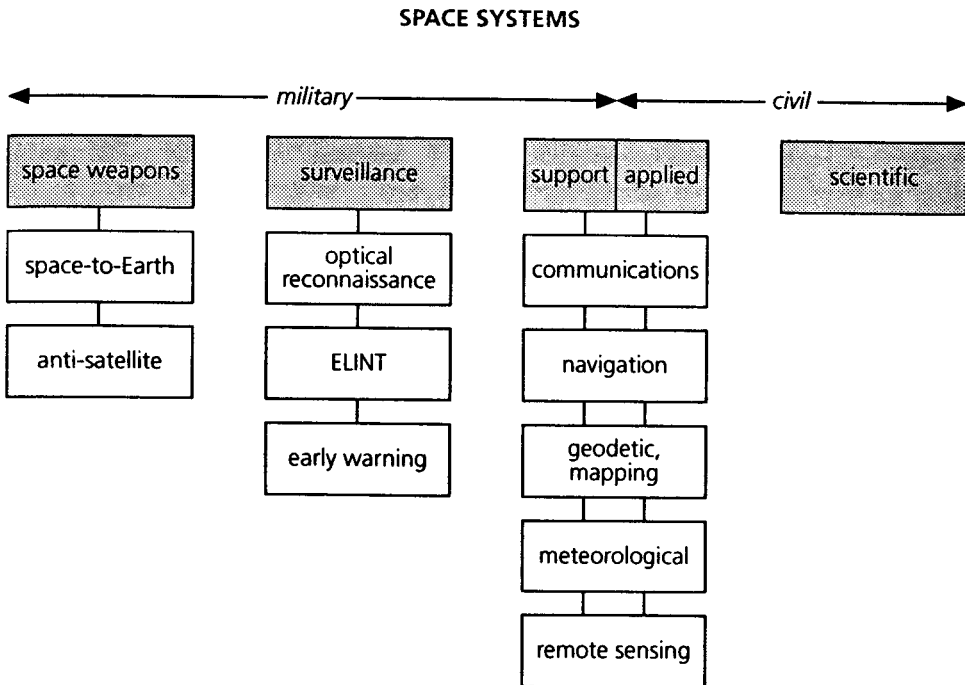 SPACE SYSTEMS
military
civil
space weapons
surveillance
support
applied
scientific
space-to-Earth
optical
reconnaissance
communications
anti-satellite
ELINT
navigation
early warning
geodetic,
mapping
meteorological
remote sensing